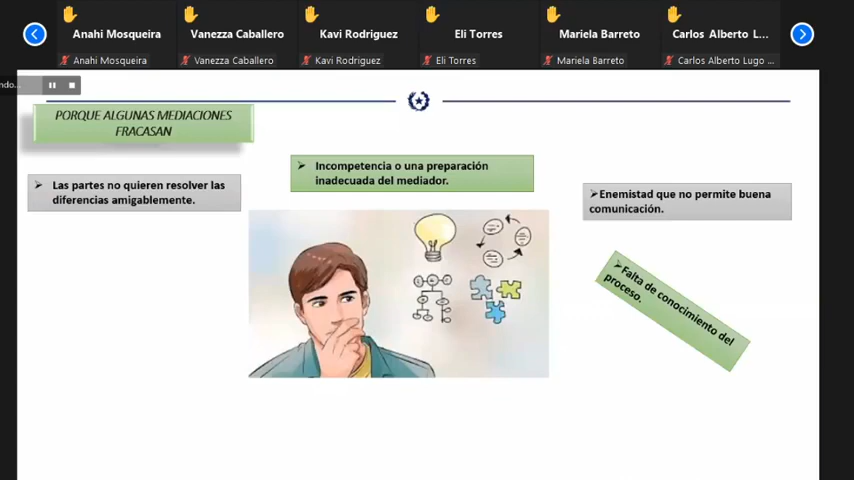 Anahi Mosqueira
Vanezza Caballero
Kavi Rodriguez
Eli Torres
Mariela Barreto
Carlos Alberto L...
Anahi Mosqueira
Vanezza Caballero
Kavi Rodriguez
Eli Torres
Mariela Barreto
Carlos Alberto Lugo ...
ndo...
PORQUE ALGUNAS MEDIACIONES
FRACASAN
Las partes no quieren resolver las
diferencias amigablemente.
Incompetencia o una preparación
inadecuada del mediador.
Enemistad que no permite buena
comunicación.
Falta de conocimiento del
proceso.